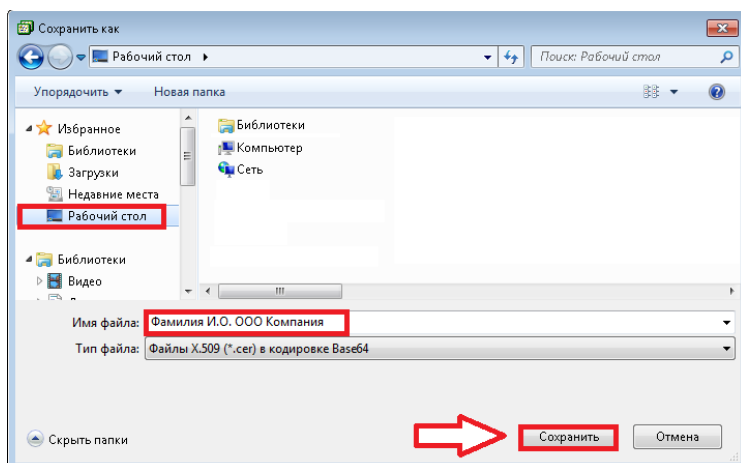 Сохранить как
Рабочий стол
Поиск: Рабочий стол
Упорядочить
Новая папка
Избранное
Библиотеки
Загрузки
Недавние места
Рабочий стол
Библиотеки
Видео
Библиотеки
Компьютер
Сеть
Имя файла: Фамилия И.О. ООО Компания
Тип файла: Файлы X.509 (*.cer) в кодировке Base64
Скрыть папки
Сохранить
Отмена